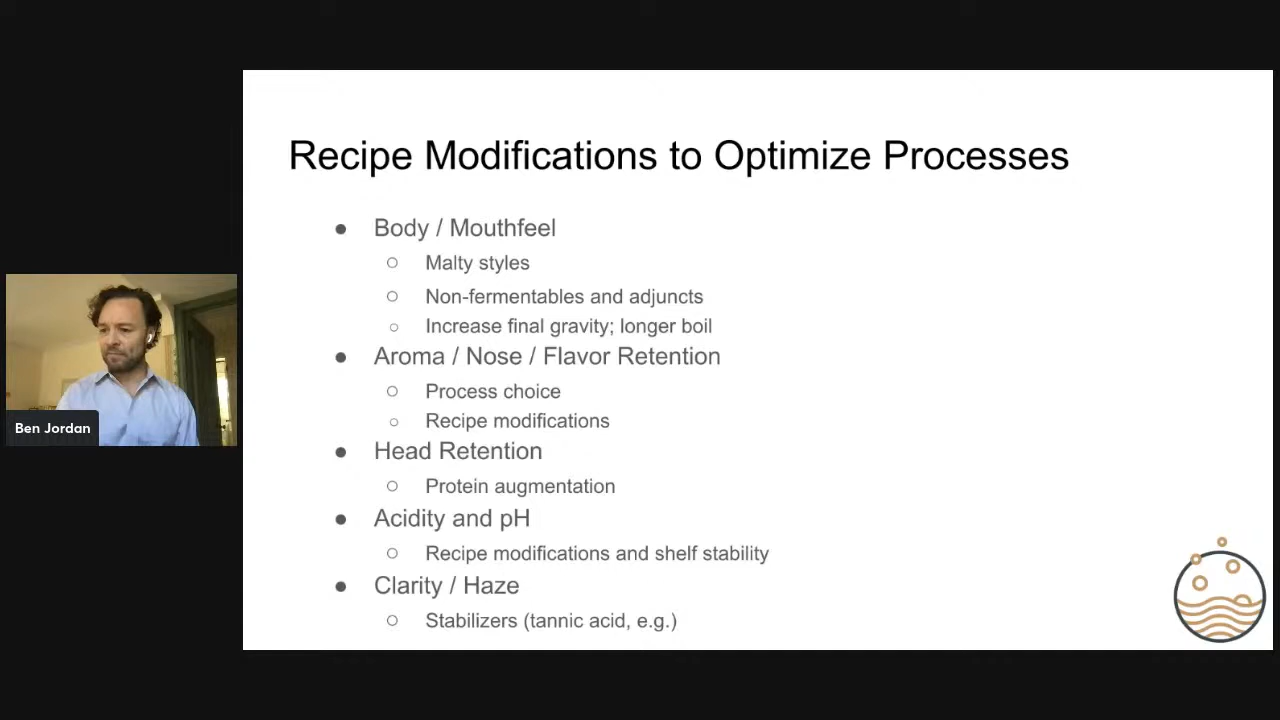 Recipe Modifications to Optimize Processes
● Body / Mouthfeel
○ Malty styles
○ Non-fermentables and adjuncts
○ Increase final gravity; longer boil
● Aroma / Nose / Flavor Retention
○ Process choice
○ Recipe modifications
● Head Retention
○ Protein augmentation
● Acidity and pH
○ Recipe modifications and shelf stability
● Clarity / Haze
○ Stabilizers (tannic acid, e.g.)
Ben Jordan